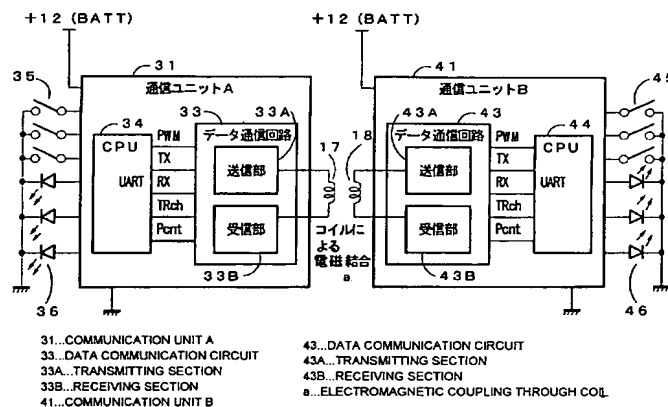 +12 (BATT)
+12 (BATT)
31
41
35
45
通信ユニットA
通信ユニットB
34
33
33A
43A
43
44
17
18
PWM
データ通信回路
データ通信回路
PWM
CPU
CPU
TX
送信部
送信部
TX
UART
UART
RX
RX
TRch
TRch
受信部
受信部
Pcnt
Pcnt
コイルに
よる
電磁結合
a
33B
43B
36
46
31...COMMUNICATION UNIT A
33...DATA COMMUNICATION CIRCUIT
33A...TRANSMITTING SECTION
33B...RECEIVING SECTION
41...COMMUNICATION UNIT B
43...DATA COMMUNICATION CIRCUIT
43A...TRANSMITTING SECTION
43B...RECEIVING SECTION
a...ELECTROMAGNETIC COUPLING THROUGH COIL